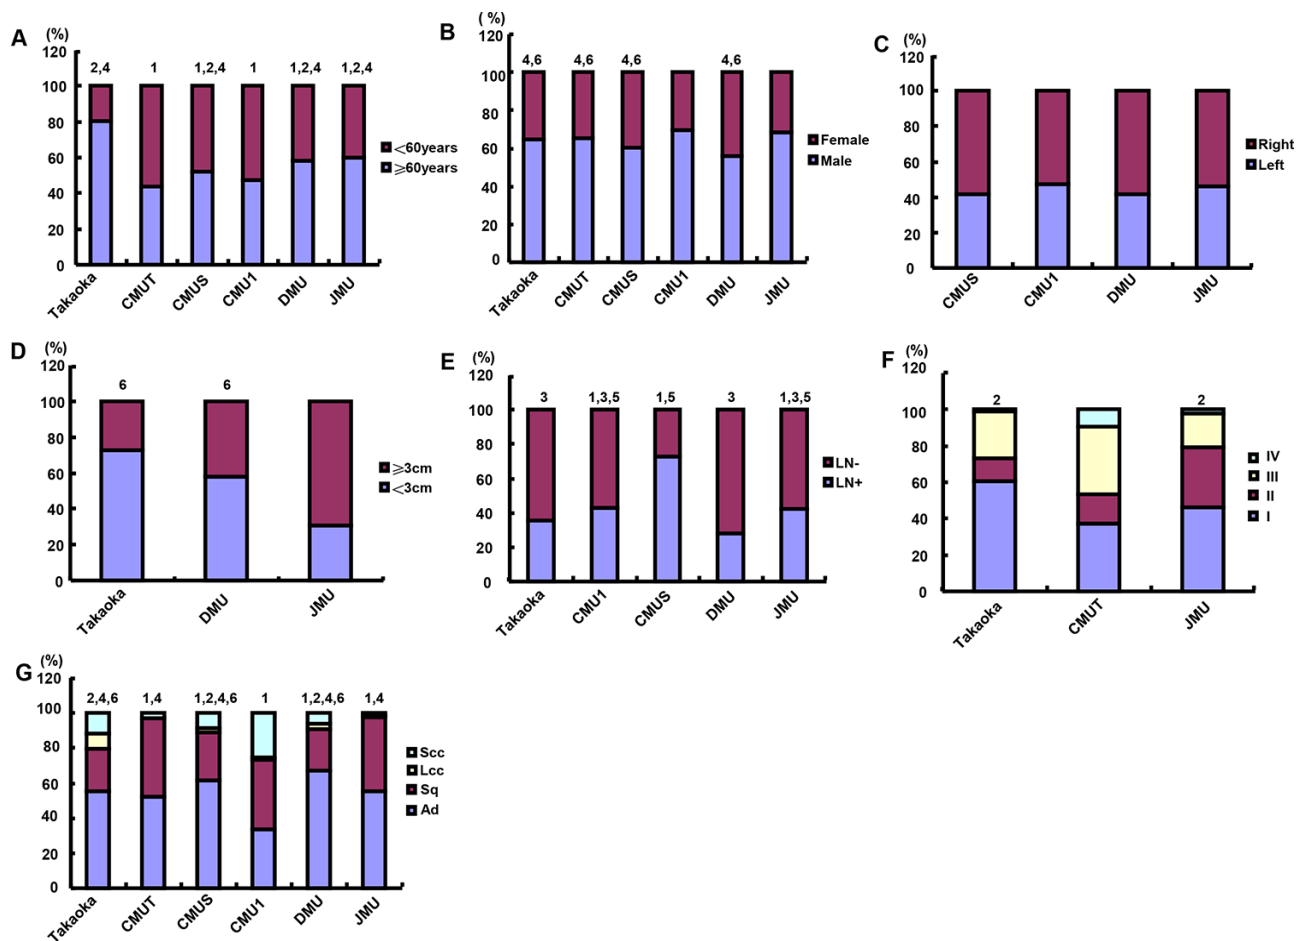 A
(%)
120
100
80
60
40
20
0
2,4
1
1,2,4
1
1,2,4
1,2,4
<60years
≥60years
Takaoka
CMUT
CMUS
CMU1
DMU
JMU
B
( %)
120
100
80
60
40
20
0
4,6
4,6
4,6
4,6
Female
Male
Takaoka
CMUT
CMUS
CMU1
DMU
JMU
C
(%)
120
100
80
60
40
20
0
Right
Left
CMUS
CMU1
DMU
JMU
D
(%)
120
100
80
60
40
20
0
6
6
≥3cm
<3cm
Takaoka
DMU
JMU
E
(%)
120
100
80
60
40
20
0
3
1,3,5
1,5
3
1,3,5
LN-
LN+
Takaoka
CMU1
CMUS
DMU
JMU
F
(%)
120
100
80
60
40
20
0
2
2
IV
III
II
I
Takaoka
CMUT
JMU
G
(%)
120
100
80
60
40
20
0
2,4,6
1,4
1,2,4,6
1
1,2,4,6
1,4
Scc
Lcc
Sq
Ad
Takaoka
CMUT
CMUS
CMU1
DMU
JMU